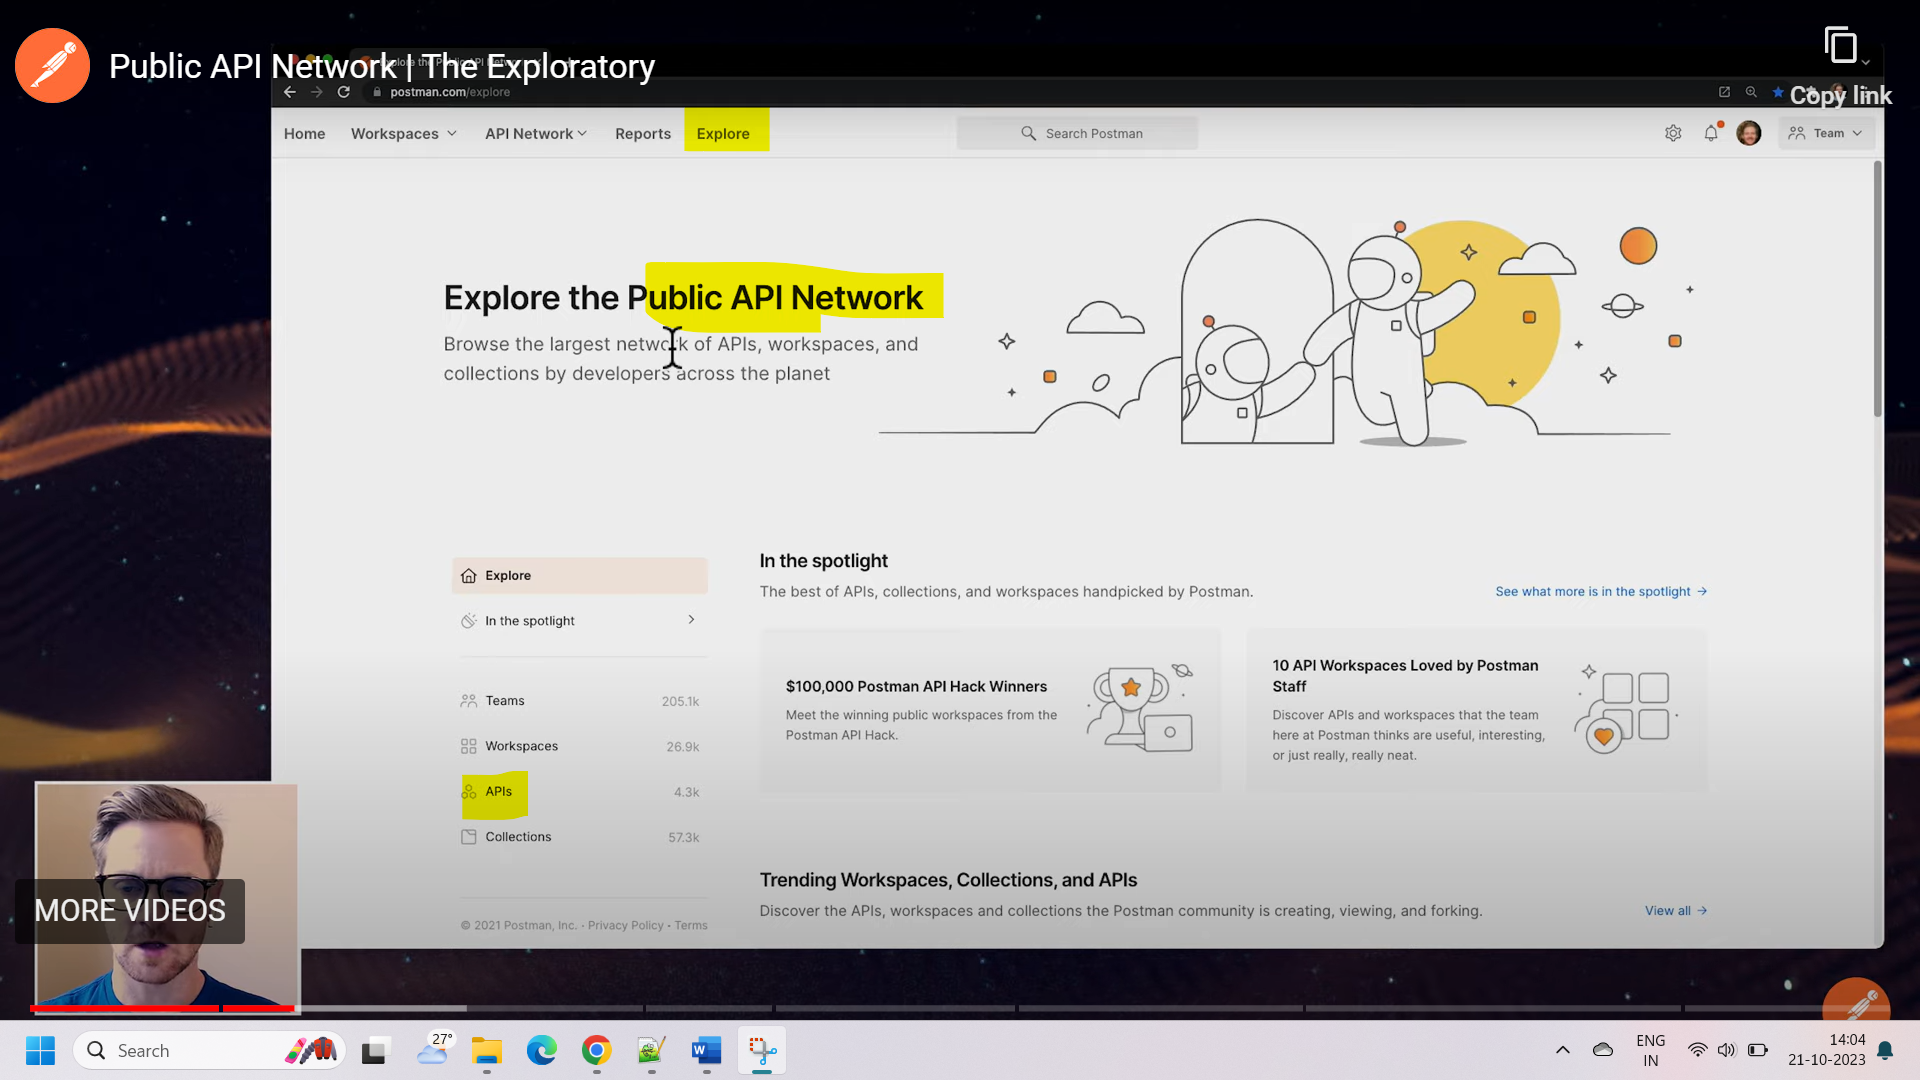 Public API Network | The Exploratory
Copy link
postman.com/explore
Home
Workspaces
API Network
Reports
Explore
Search Postman
Team
Explore the Public API Network
Browse the largest network of APIs, workspaces, and
collections by developers across the planet
Explore
In the spotlight
Teams 205.1k
Workspaces 26.9k
APIs 4.3k
Collections 57.3k
© 2021 Postman, Inc. · Privacy Policy · Terms
In the spotlight
The best of APIs, collections, and workspaces handpicked by Postman.
See what more is in the spotlight →
$100,000 Postman API Hack Winners
Meet the winning public workspaces from the
Postman API Hack.
10 API Workspaces Loved by Postman
Staff
Discover APIs and workspaces that the team
here at Postman thinks are useful, interesting,
or just really, really neat.
Trending Workspaces, Collections, and APIs
Discover the APIs, workspaces and collections the Postman community is creating, viewing, and forking.
View all →
MORE VIDEOS
Search
27°
ENG
IN
14:04
21-10-2023